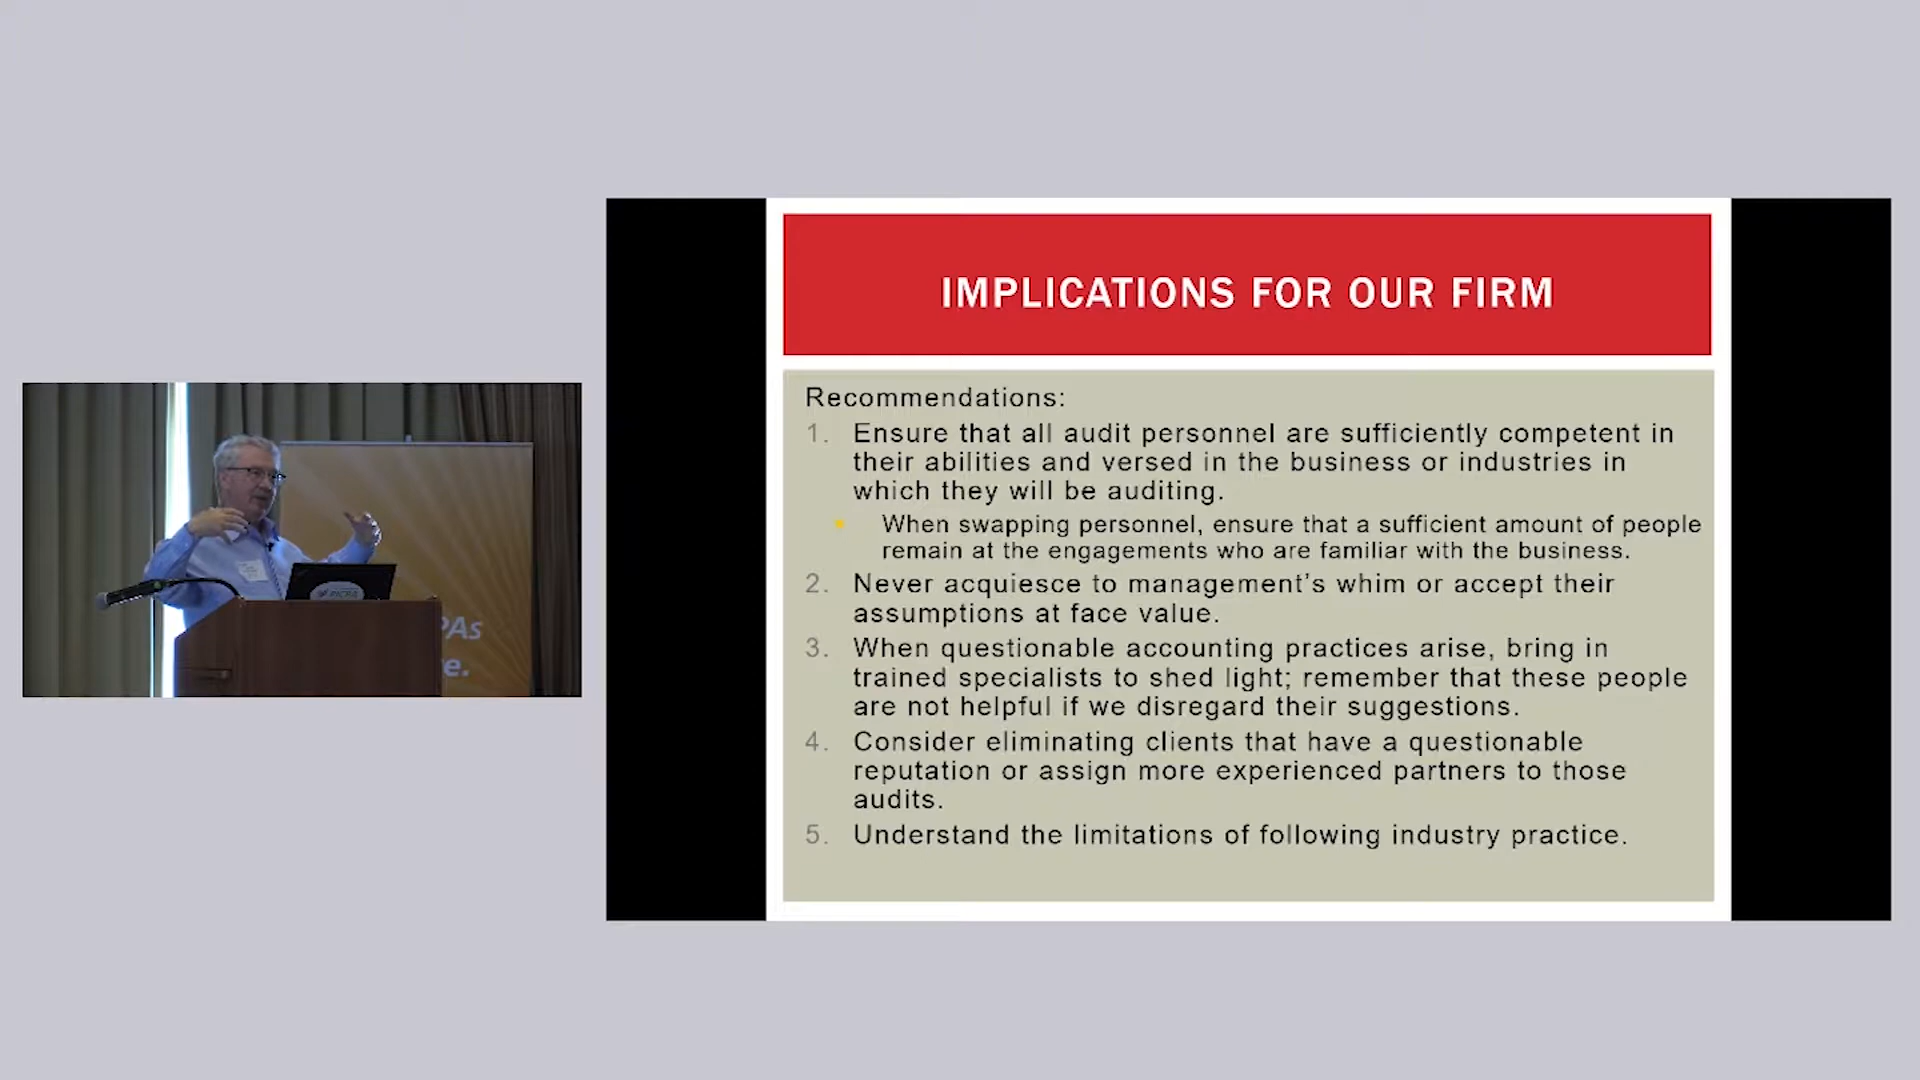 IMPLICATIONS FOR OUR FIRM
Recommendations:
1. Ensure that all audit personnel are sufficiently competent in
their abilities and versed in the business or industries in
which they will be auditing.
When swapping personnel, ensure that a sufficient amount of people
remain at the engagements who are familiar with the business.
2. Never acquiesce to management’s whim or accept their
assumptions at face value.
3. When questionable accounting practices arise, bring in
trained specialists to shed light; remember that these people
are not helpful if we disregard their suggestions.
4. Consider eliminating clients that have a questionable
reputation or assign more experienced partners to those
audits.
5. Understand the limitations of following industry practice.
PAs
e.